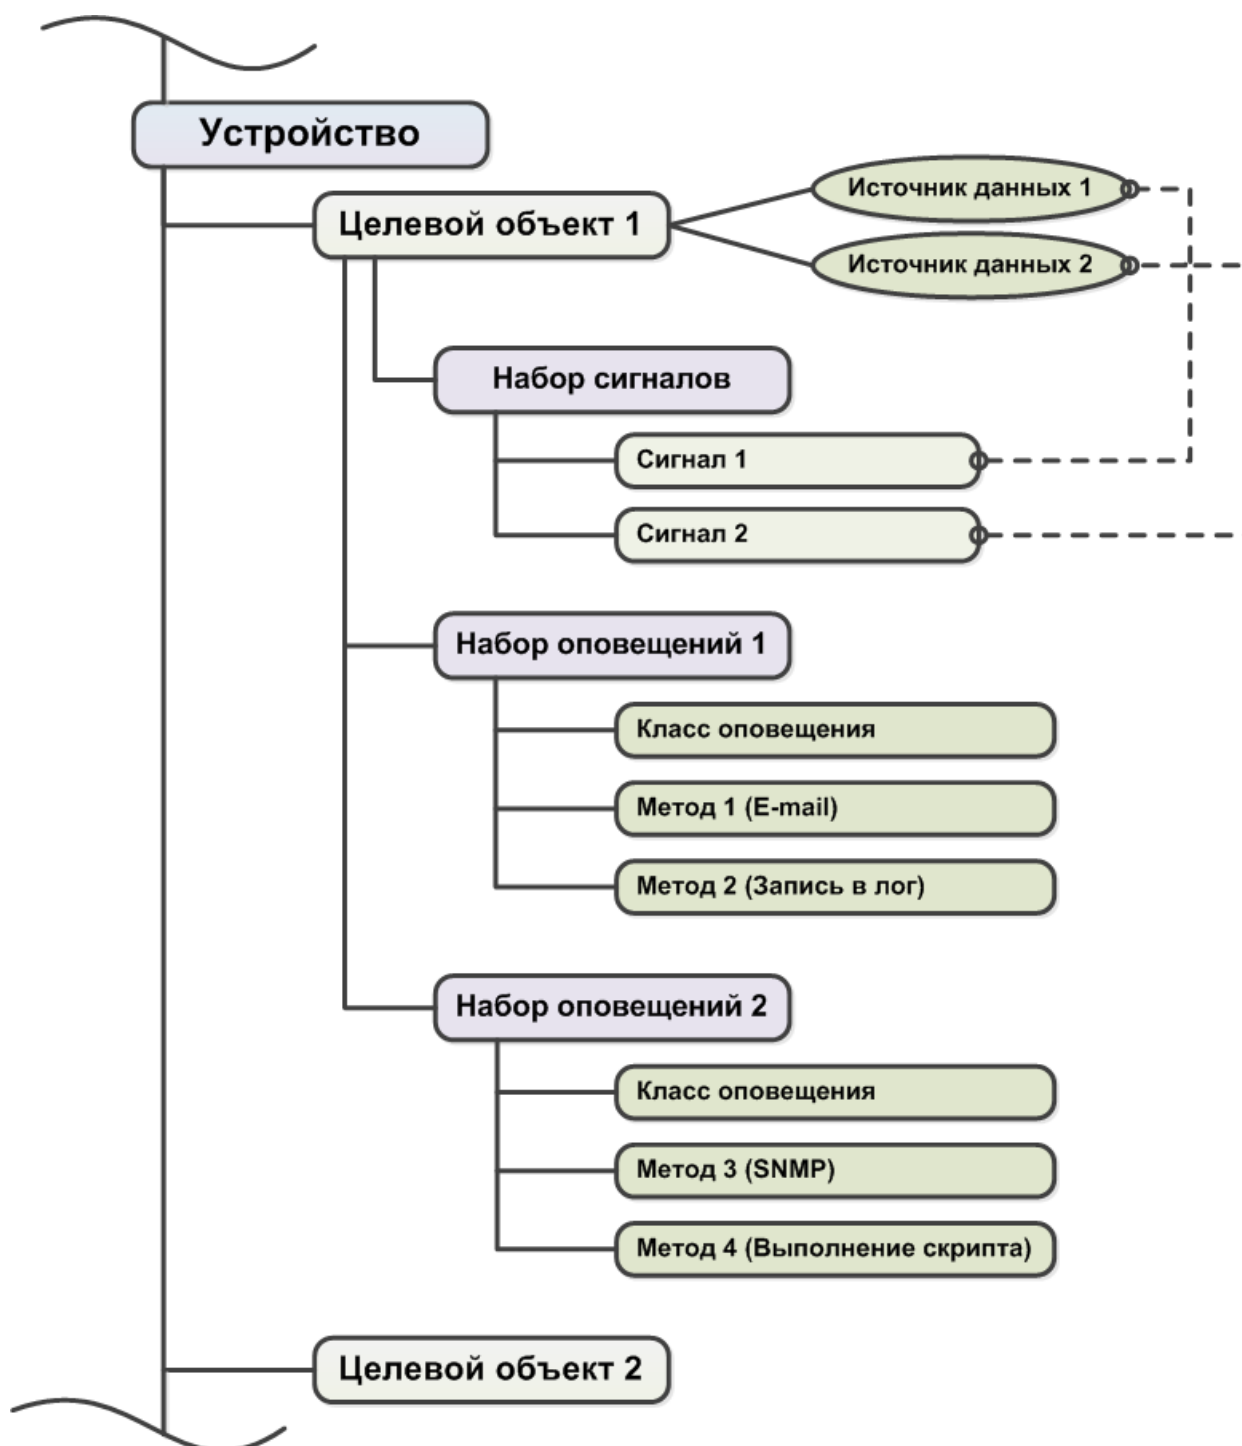 Устройство
Целевой объект 1
Источник данных 1
Источник данных 2
Набор сигналов
Сигнал 1
Сигнал 2
Набор оповещений 1
Класс оповещения
Метод 1 (E-mail)
Метод 2 (Запись в лог)
Набор оповещений 2
Класс оповещения
Метод 3 (SNMP)
Метод 4 (Выполнение скрипта)
Целевой объект 2